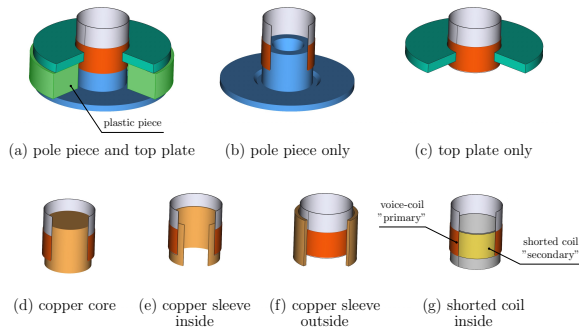 plastic piece
(a) pole piece and top plate
(b) pole piece only
(c) top plate only
voice-coil
"primary"
shorted coil
"secondary"
(d) copper core
(e) copper sleeve
inside
(f) copper sleeve
outside
(g) shorted coil
inside